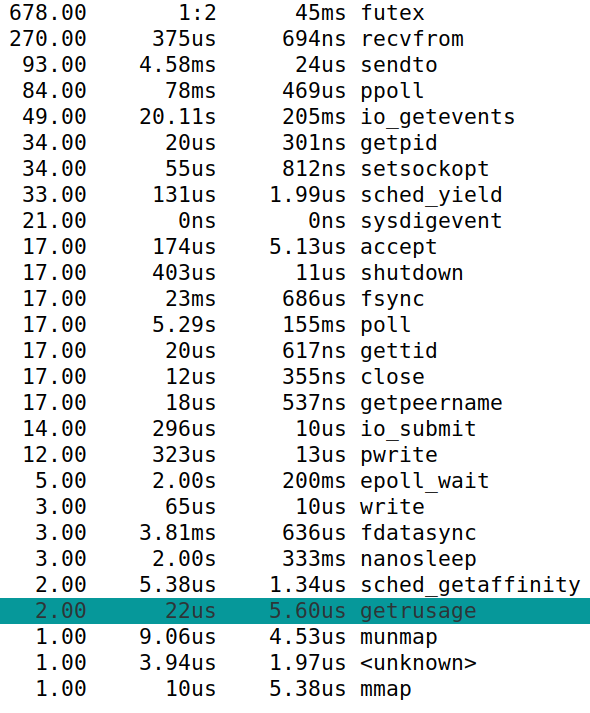 678.00 1:2 45ms futex
270.00 375us 694ns recvfrom
93.00 4.58ms 24us sendto
84.00 78ms 469us ppoll
49.00 20.11s 205ms io_getevents
34.00 20us 301ns getpid
34.00 55us 812ns setsockopt
33.00 131us 1.99us sched_yield
21.00 0ns 0ns sysdigevent
17.00 174us 5.13us accept
17.00 403us 11us shutdown
17.00 23ms 686us fsync
17.00 5.29s 155ms poll
17.00 20us 617ns gettid
17.00 12us 355ns close
17.00 18us 537ns getpeername
14.00 296us 10us io_submit
12.00 323us 13us pwrite
5.00 2.00s 200ms epoll_wait
3.00 65us 10us write
3.00 3.81ms 636us fdatasync
3.00 2.00s 333ms nanosleep
2.00 5.38us 1.34us sched_getaffinity
2.00 22us 5.60us getrusage
1.00 9.06us 4.53us munmap
1.00 3.94us 1.97us <unknown>
1.00 10us 5.38us mmap